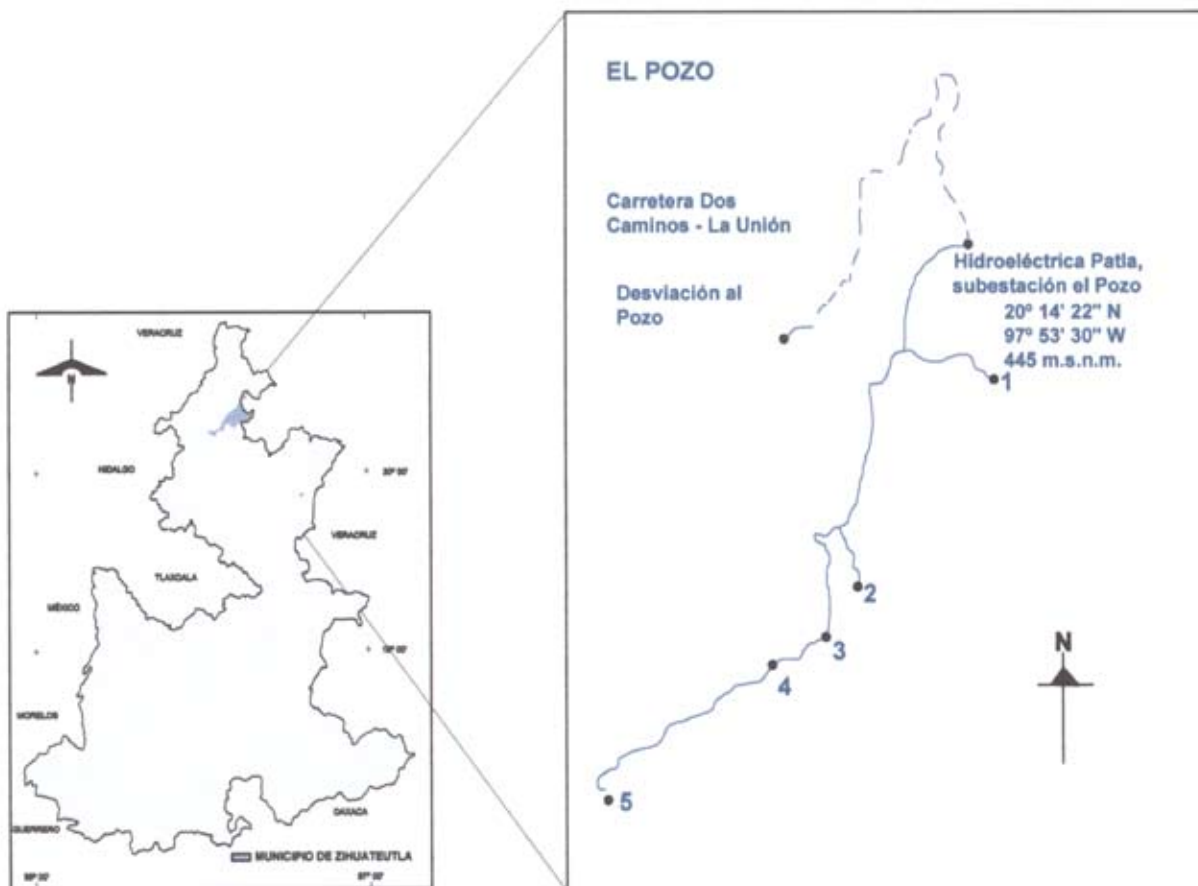 EL POZO
Carretera Dos
Caminos - La Unión
Desviación al
Pozo
Hidroeléctrica Patla,
subestación el Pozo
20º 14' 22" N
97º 53' 30" W
445 m.s.n.m.
1
2
3
4
5
N
VERACRUZ
N
HIDALGO
VERACRUZ
TLAXCALA
MÉXICO
MORELOS
GUERRERO
OAXACA
MUNICIPIO DE ZIHUATEUTLA